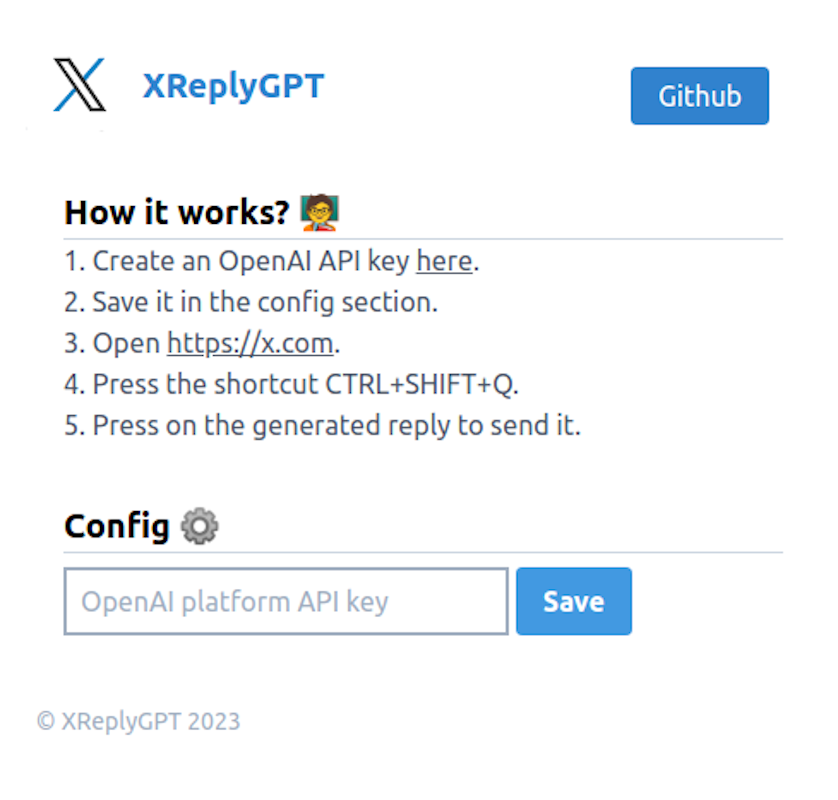 XReplyGPT
Github
How it works? 🧑‍🏫
1. Create an OpenAI API key here.
2. Save it in the config section.
3. Open https://x.com.
4. Press the shortcut CTRL+SHIFT+Q.
5. Press on the generated reply to send it.
Config ⚙️
OpenAI platform API key
Save
© XReplyGPT 2023